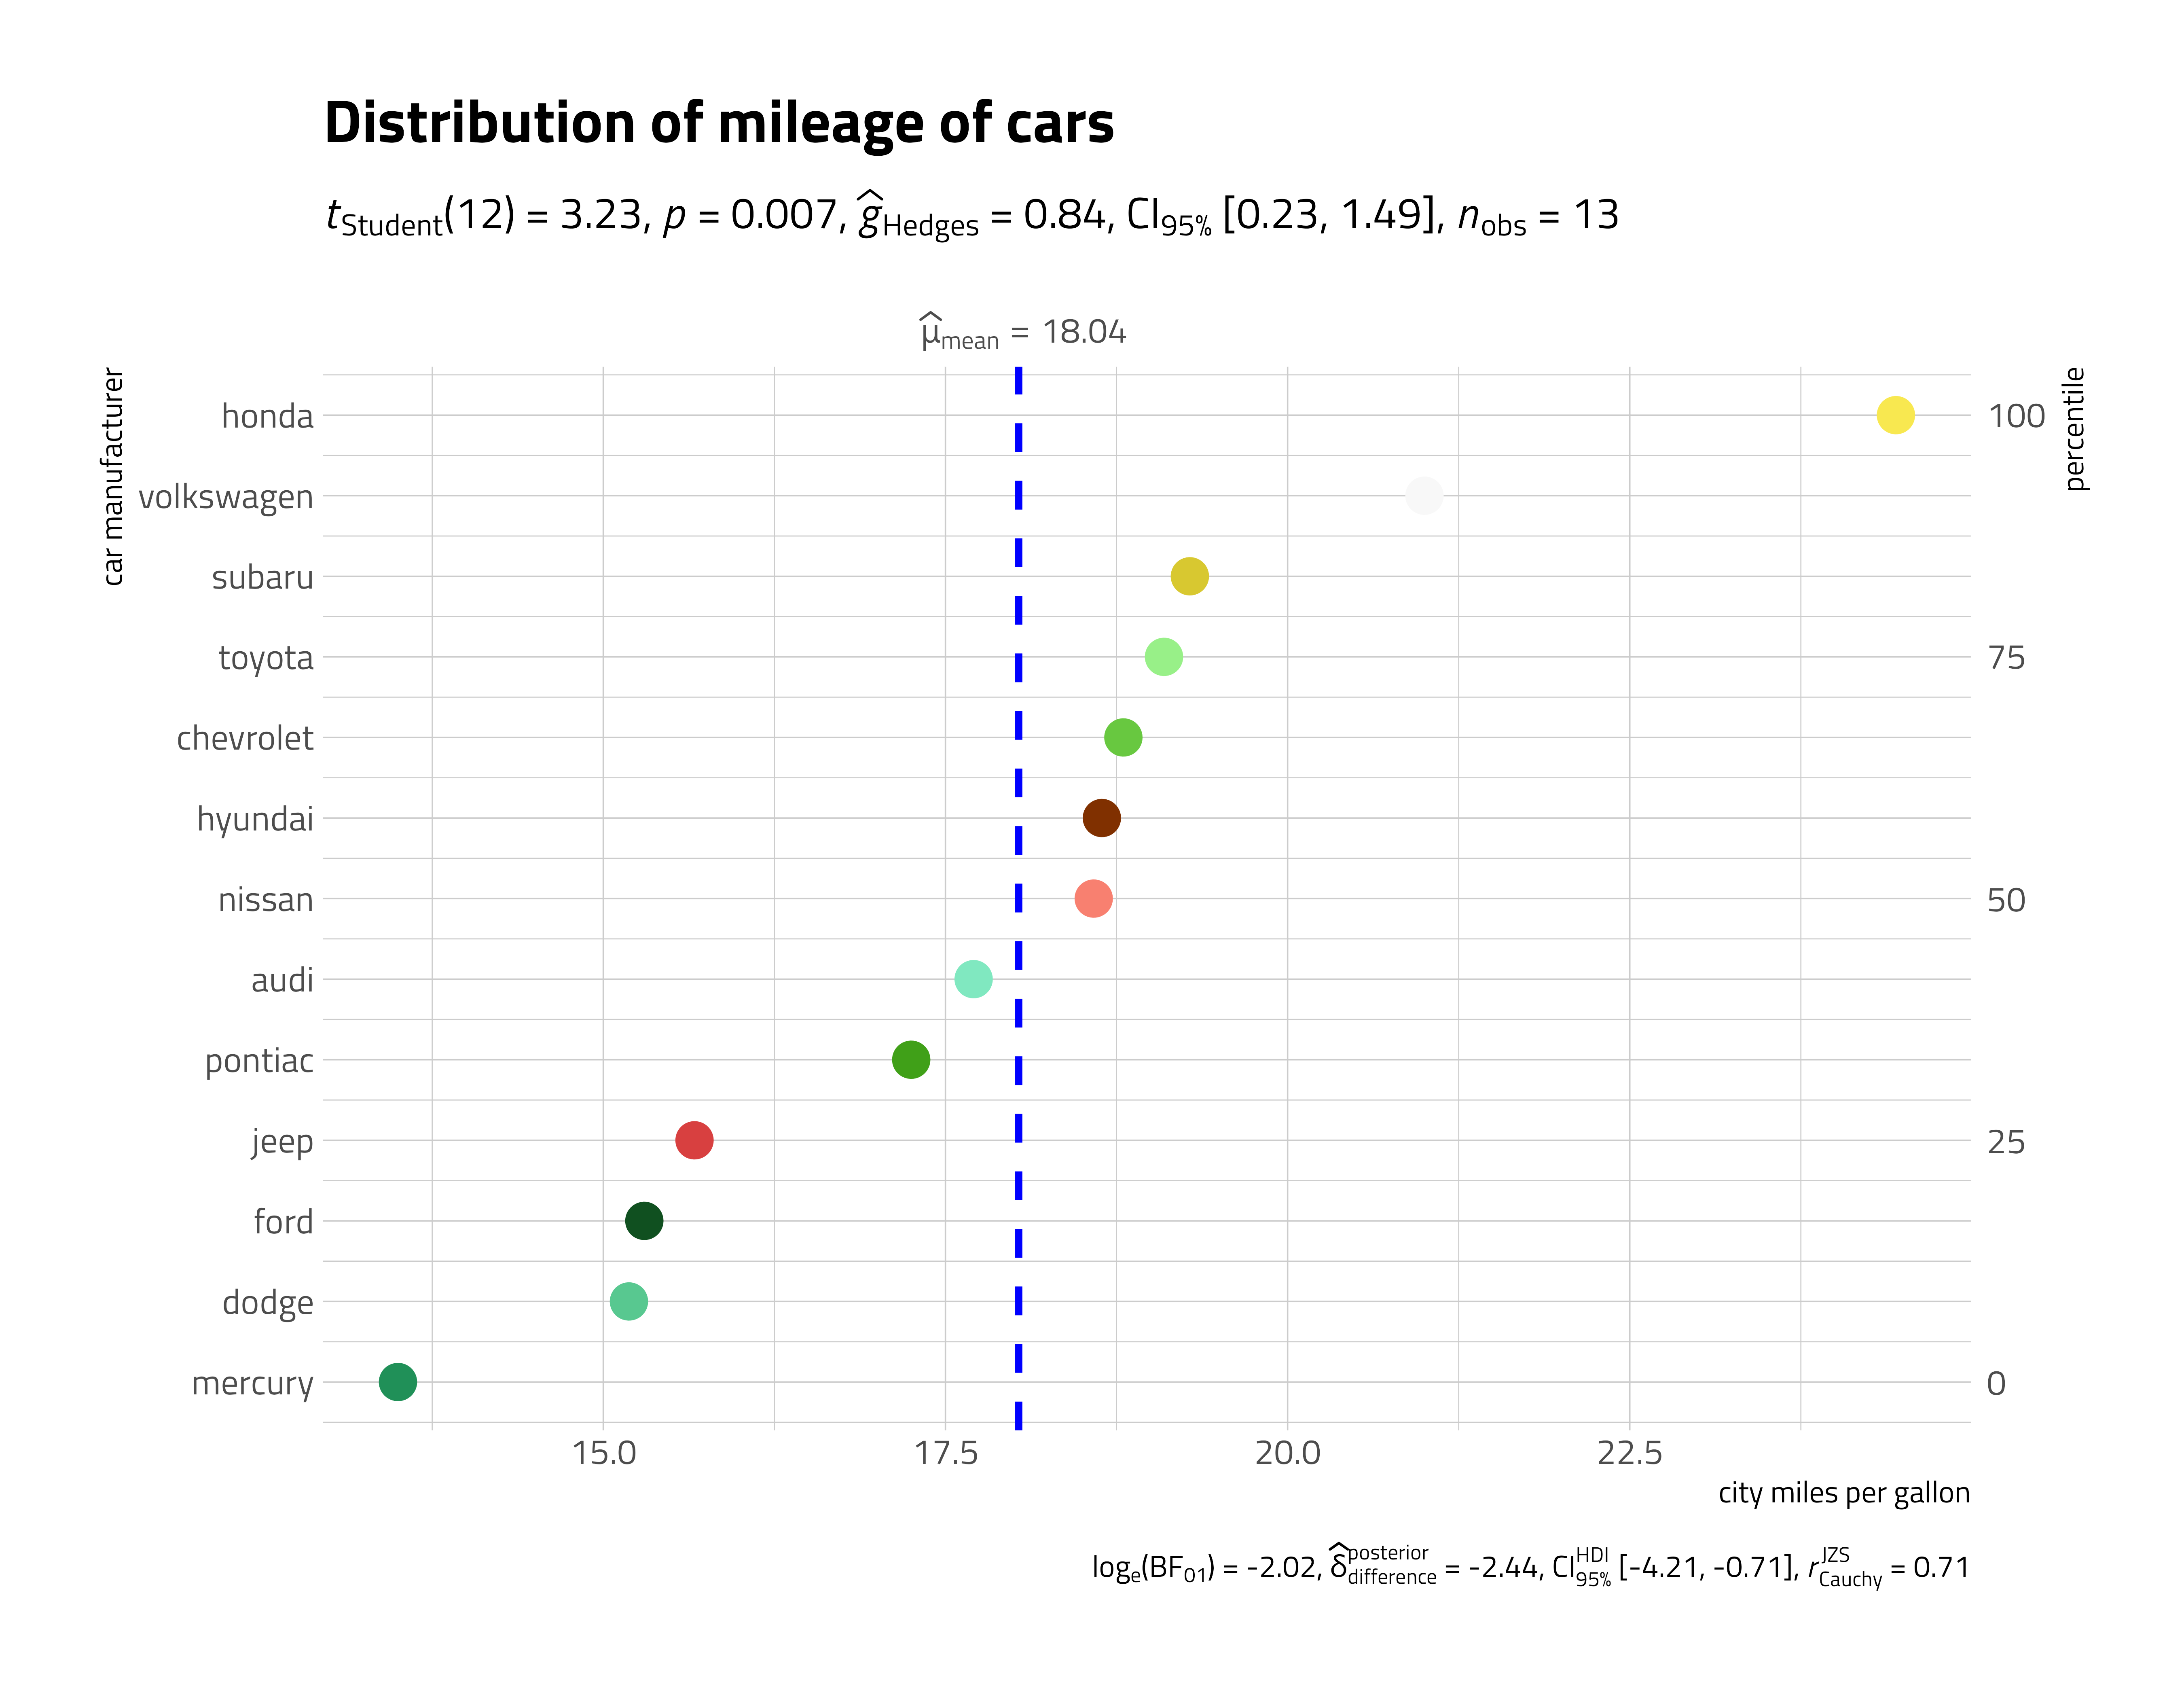 Distribution of mileage of cars
tStudent(12) = 3.23, p = 0.007, ĝHedges = 0.84, CI95% [0.23, 1.49], nobs = 13
μ̂mean = 18.04
car manufacturer
percentile
honda 100
volkswagen
subaru
toyota 75
chevrolet
hyundai
nissan 50
audi
pontiac
jeep 25
ford
dodge
mercury 0
15.0 17.5 20.0 22.5
city miles per gallon
loge(BF01) = -2.02, δ̂posterior difference = -2.44, CI HDI 95% [-4.21, -0.71], r JZS Cauchy = 0.71